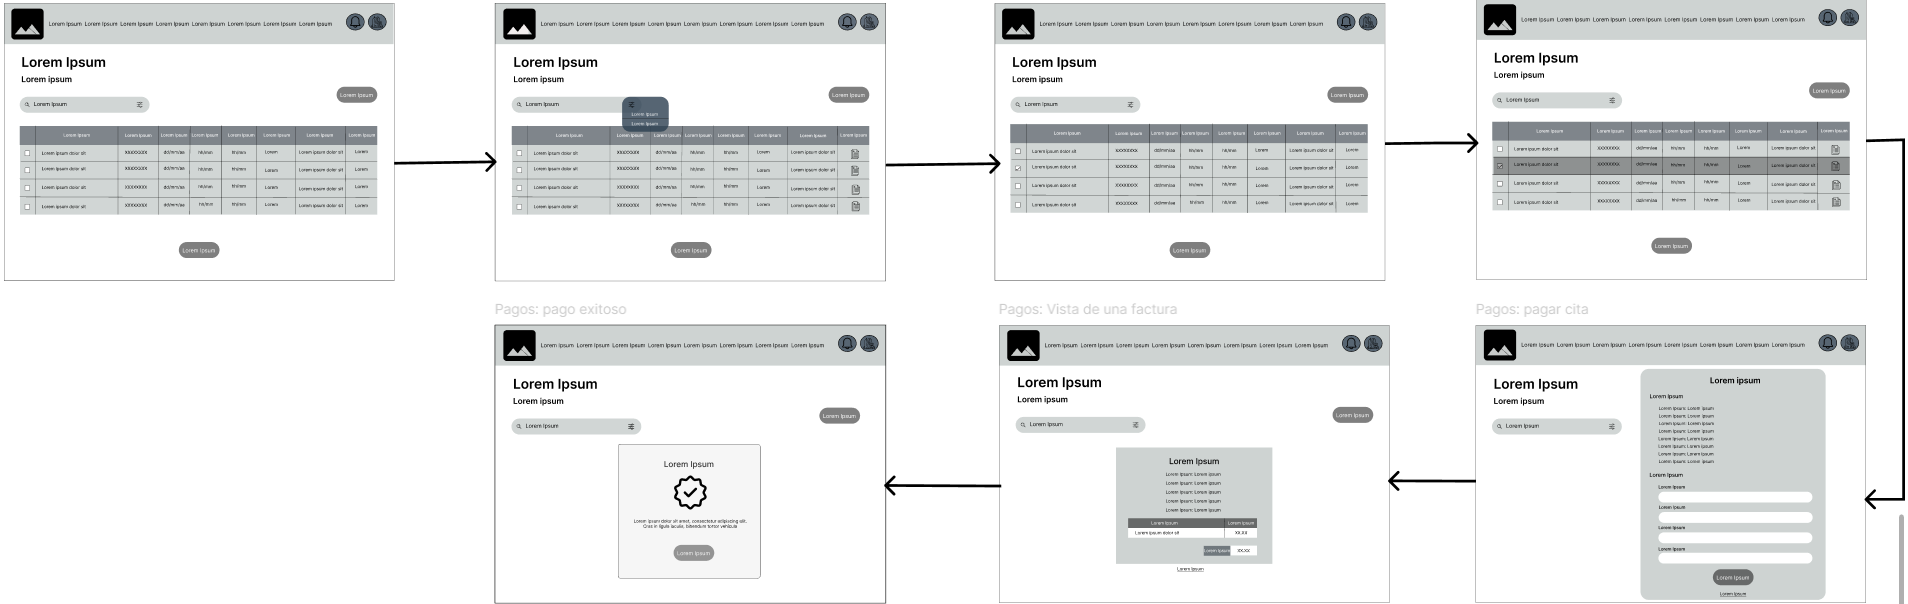 Lorem Ipsum Lorem Ipsum Lorem Ipsum Lorem Ipsum Lorem Ipsum Lorem Ipsum Lorem Ipsum Lorem Ipsum
Lorem Ipsum
Lorem ipsum
Lorem Ipsum
Lorem Ipsum
Lorem Ipsum Lorem Ipsum Lorem Ipsum Lorem Ipsum Lorem Ipsum Lorem Ipsum Lorem Ipsum Lorem Ipsum
Lorem ipsum dolor sit XXXXXXXX dd/mm/aa hh/mm hh/mm Lorem Lorem ipsum dolor sit Lorem
Lorem ipsum dolor sit XXXXXXXX dd/mm/aa hh/mm hh/mm Lorem Lorem ipsum dolor sit Lorem
Lorem ipsum dolor sit XXXXXXXX dd/mm/aa hh/mm hh/mm Lorem Lorem ipsum dolor sit Lorem
Lorem ipsum dolor sit XXXXXXXX dd/mm/aa hh/mm hh/mm Lorem Lorem ipsum dolor sit Lorem
Lorem Ipsum
Lorem Ipsum Lorem Ipsum Lorem Ipsum Lorem Ipsum Lorem Ipsum Lorem Ipsum Lorem Ipsum Lorem Ipsum
Lorem Ipsum
Lorem ipsum
Lorem Ipsum
Lorem Ipsum
Lorem Ipsum
Lorem Ipsum
Lorem Ipsum Lorem Ipsum Lorem Ipsum Lorem Ipsum Lorem Ipsum Lorem Ipsum Lorem Ipsum Lorem Ipsum
Lorem ipsum dolor sit XXXXXXXX dd/mm/aa hh/mm hh/mm Lorem Lorem ipsum dolor sit
Lorem ipsum dolor sit XXXXXXXX dd/mm/aa hh/mm hh/mm Lorem Lorem ipsum dolor sit
Lorem ipsum dolor sit XXXXXXXX dd/mm/aa hh/mm hh/mm Lorem Lorem ipsum dolor sit
Lorem ipsum dolor sit XXXXXXXX dd/mm/aa hh/mm hh/mm Lorem Lorem ipsum dolor sit
Lorem Ipsum
Lorem Ipsum Lorem Ipsum Lorem Ipsum Lorem Ipsum Lorem Ipsum Lorem Ipsum Lorem Ipsum Lorem Ipsum
Lorem Ipsum
Lorem ipsum
Lorem Ipsum
Lorem Ipsum
Lorem Ipsum Lorem Ipsum Lorem Ipsum Lorem Ipsum Lorem Ipsum Lorem Ipsum Lorem Ipsum Lorem Ipsum
Lorem ipsum dolor sit XXXXXXXX dd/mm/aa hh/mm hh/mm Lorem Lorem ipsum dolor sit Lorem
Lorem ipsum dolor sit XXXXXXXX dd/mm/aa hh/mm hh/mm Lorem Lorem ipsum dolor sit Lorem
Lorem ipsum dolor sit XXXXXXXX dd/mm/aa hh/mm hh/mm Lorem Lorem ipsum dolor sit Lorem
Lorem ipsum dolor sit XXXXXXXX dd/mm/aa hh/mm hh/mm Lorem Lorem ipsum dolor sit Lorem
Lorem Ipsum
Lorem Ipsum Lorem Ipsum Lorem Ipsum Lorem Ipsum Lorem Ipsum Lorem Ipsum Lorem Ipsum Lorem Ipsum
Lorem Ipsum
Lorem ipsum
Lorem Ipsum
Lorem Ipsum
Lorem Ipsum Lorem Ipsum Lorem Ipsum Lorem Ipsum Lorem Ipsum Lorem Ipsum Lorem Ipsum Lorem Ipsum
Lorem ipsum dolor sit XXXXXXXX dd/mm/aa hh/mm hh/mm Lorem Lorem ipsum dolor sit
Lorem ipsum dolor sit XXXXXXXX dd/mm/aa hh/mm hh/mm Lorem Lorem ipsum dolor sit
Lorem ipsum dolor sit XXXXXXXX dd/mm/aa hh/mm hh/mm Lorem Lorem ipsum dolor sit
Lorem ipsum dolor sit XXXXXXXX dd/mm/aa hh/mm hh/mm Lorem Lorem ipsum dolor sit
Lorem Ipsum
Pagos: pago exitoso
Lorem Ipsum Lorem Ipsum Lorem Ipsum Lorem Ipsum Lorem Ipsum Lorem Ipsum Lorem Ipsum Lorem Ipsum
Lorem Ipsum
Lorem ipsum
Lorem Ipsum
Lorem Ipsum
Lorem Ipsum
Lorem ipsum dolor sit amet, consectetur adipiscing elit.
Cras in ligula iaculis, bibendum tortor vehicula
Lorem Ipsum
Pagos: Vista de una factura
Lorem Ipsum Lorem Ipsum Lorem Ipsum Lorem Ipsum Lorem Ipsum Lorem Ipsum Lorem Ipsum Lorem Ipsum
Lorem Ipsum
Lorem ipsum
Lorem Ipsum
Lorem Ipsum
Lorem Ipsum
Lorem Ipsum: Lorem Ipsum
Lorem Ipsum: Lorem Ipsum
Lorem Ipsum: Lorem Ipsum
Lorem Ipsum: Lorem Ipsum
Lorem Ipsum: Lorem Ipsum
Lorem Ipsum Lorem Ipsum
Lorem ipsum dolor sit XX.XX
Lorem Ipsum XX.XX
Lorem Ipsum
Pagos: pagar cita
Lorem Ipsum Lorem Ipsum Lorem Ipsum Lorem Ipsum Lorem Ipsum Lorem Ipsum Lorem Ipsum Lorem Ipsum
Lorem Ipsum
Lorem ipsum
Lorem Ipsum
Lorem ipsum
Lorem Ipsum
Lorem Ipsum: Lorem Ipsum
Lorem Ipsum: Lorem Ipsum
Lorem Ipsum: Lorem Ipsum
Lorem Ipsum: Lorem Ipsum
Lorem Ipsum: Lorem Ipsum
Lorem Ipsum: Lorem Ipsum
Lorem Ipsum: Lorem Ipsum
Lorem Ipsum: Lorem Ipsum
Lorem Ipsum
Lorem Ipsum
Lorem Ipsum
Lorem Ipsum
Lorem Ipsum
Lorem Ipsum
Lorem Ipsum